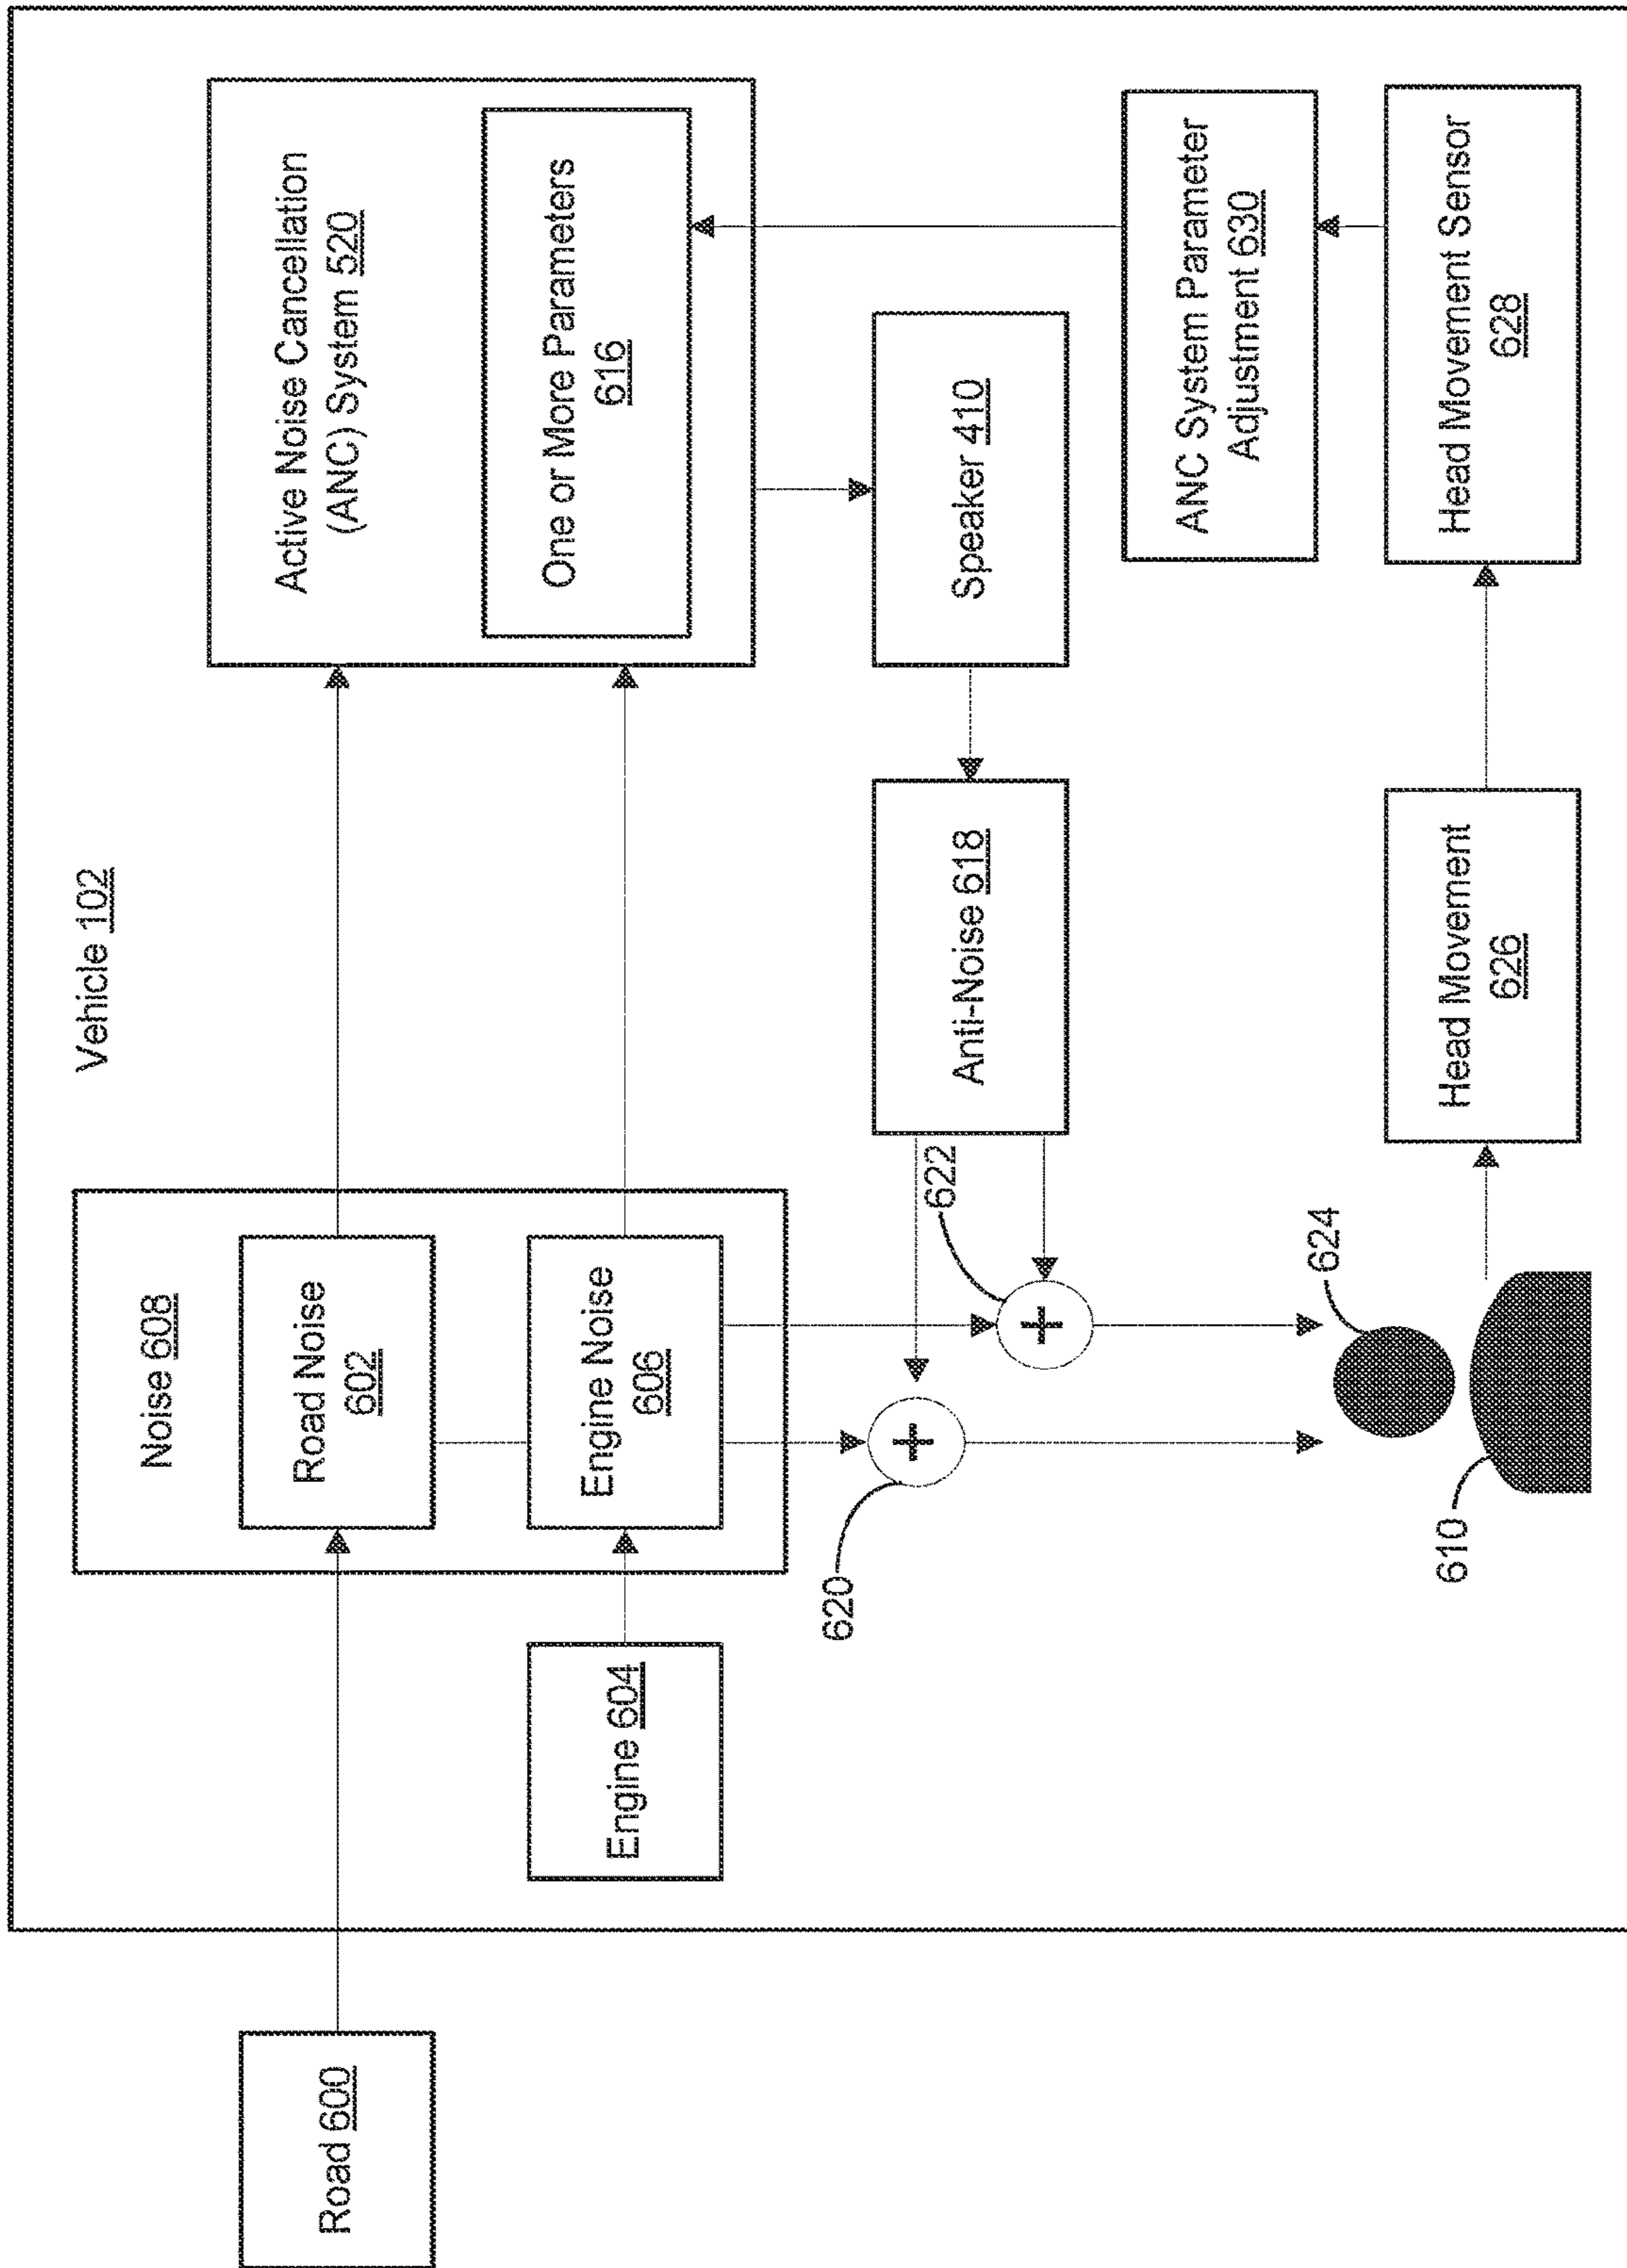 Vehicle 102
Road 600
Noise 608
Road Noise
602
Engine 604
Engine Noise
606
Active Noise Cancellation
(ANC) System 520
One or More Parameters
616
Speaker 410
Anti-Noise 618
620
622
624
610
Head Movement
626
Head Movement Sensor
628
ANC System Parameter
Adjustment 630
+
+